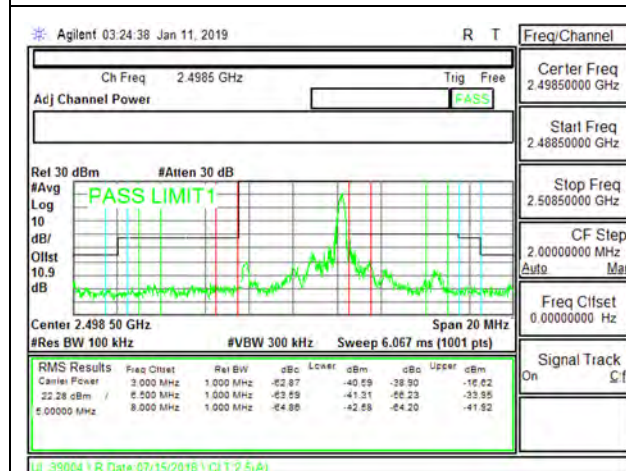 Agilent 03:24:38 Jan 11, 2019 R T
Freq/Channel
Ch Freq 2.4985 GHz Trig Free
Adj Channel Power PASS
Center Freq
2.49850000 GHz
Start Freq
2.48850000 GHz
Stop Freq
2.50850000 GHz
CF Step
2.00000000 MHz
Auto Man
Freq Offset
0.00000000 Hz
Signal Track
On
Ref 30 dBm #Atten 30 dB
#Avg
Log
10
dB/
Offst
10.9
dB
PASS LIMIT1
Center 2.498 50 GHz Span 20 MHz
#Res BW 100 kHz #VBW 300 kHz Sweep 6.067 ms (1001 pts)
RMS Results Freq Offset Ref BW dBc Lower dBm dBc Upper dBm
Carrier Power 3.000 MHz 1.000 MHz -62.87 -40.59 -38.90 -16.62
22.28 dBm / 6.500 MHz 1.000 MHz -63.59 -41.31 -56.23 -33.95
5.00000 MHz 8.000 MHz 1.000 MHz -64.86 -42.58 -64.20 -41.92